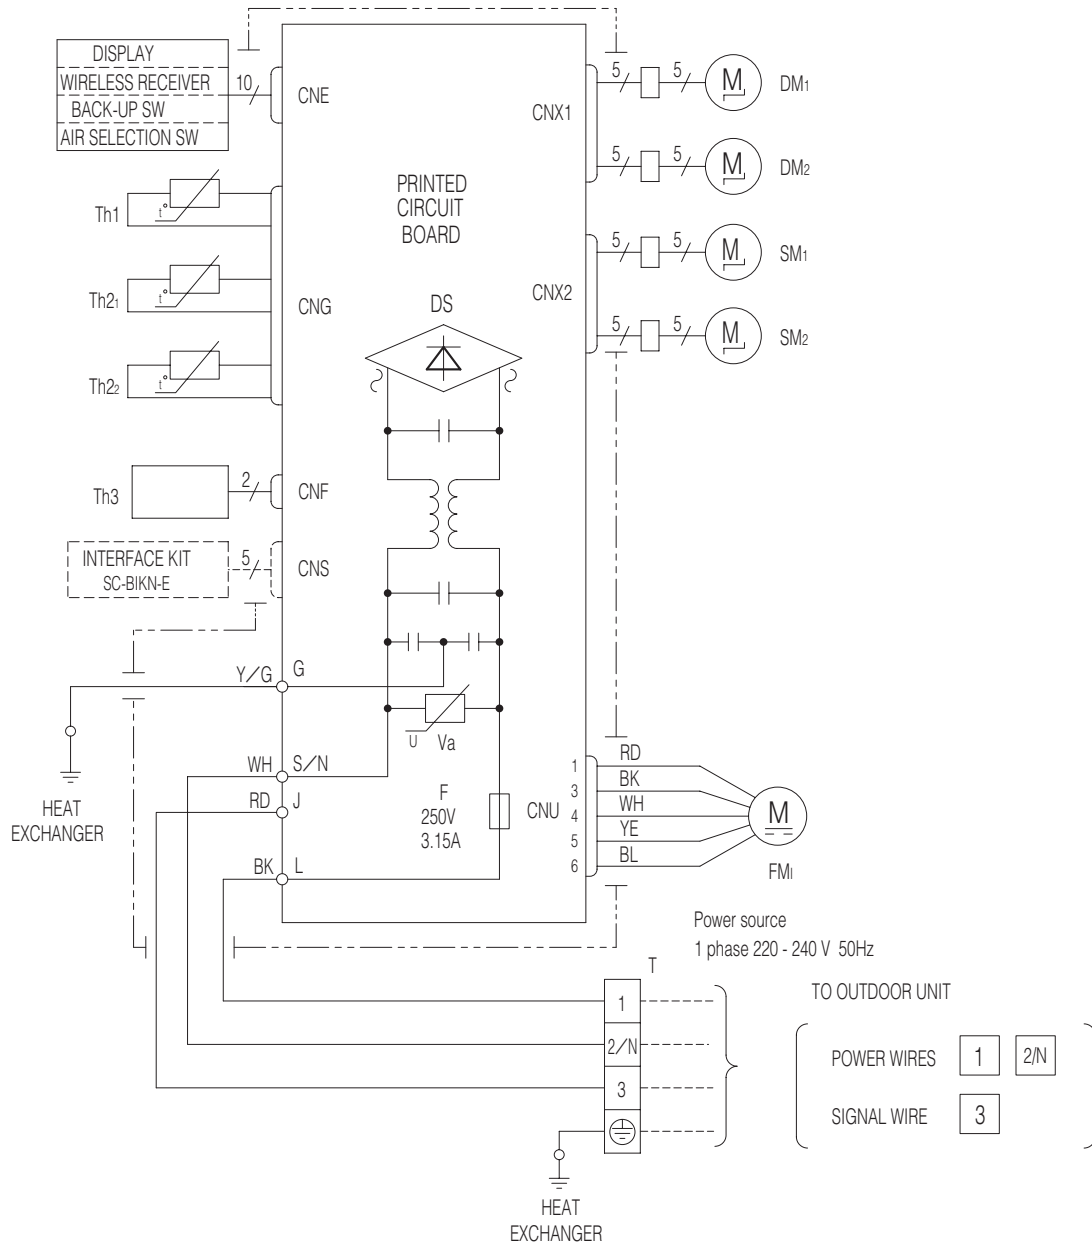 DISPLAY
WIRELESS RECEIVER
BACK-UP SW
AIR SELECTION SW
10
CNE
CNX1
5
5
M
DM1
5
5
M
DM2
PRINTED
CIRCUIT
BOARD
Th1
t°
Th21
t°
Th22
t°
CNG
DS
CNX2
5
5
M
SM1
5
5
M
SM2
Th3
2
CNF
INTERFACE KIT
SC-BIKN-E
5
CNS
Y/G
G
U
Va
WH
S/N
RD
J
F
250V
3.15A
BK
L
HEAT
EXCHANGER
CNU
1
3
4
5
6
RD
BK
WH
YE
BL
M
FMI
Power source
1 phase 220 - 240 V 50Hz
T
1
2/N
3
TO OUTDOOR UNIT
POWER WIRES
1
2/N
SIGNAL WIRE
3
HEAT
EXCHANGER